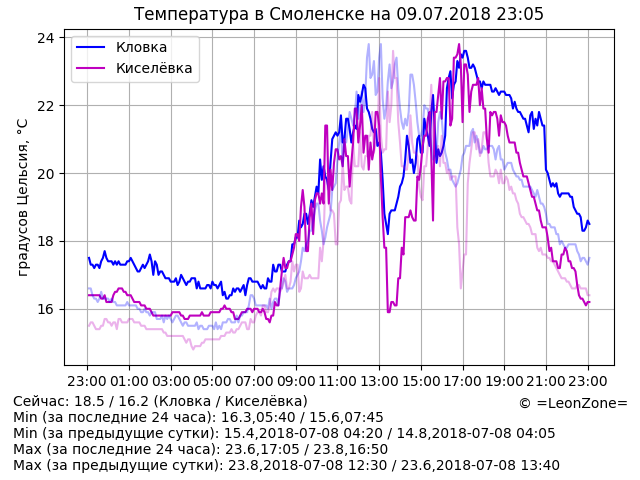 Температура в Смоленске на 09.07.2018 23:05
Кловка
Киселёвка
градусов Цельсия, °C
24
22
20
18
16
23:00 01:00 03:00 05:00 07:00 09:00 11:00 13:00 15:00 17:00 19:00 21:00 23:00
Сейчас: 18.5 / 16.2 (Кловка / Киселёвка)
© =LeonZone=
Min (за последние 24 часа): 16.3,05:40 / 15.6,07:45
Min (за предыдущие сутки): 15.4,2018-07-08 04:20 / 14.8,2018-07-08 04:05
Max (за последние 24 часа): 23.6,17:05 / 23.8,16:50
Max (за предыдущие сутки): 23.8,2018-07-08 12:30 / 23.6,2018-07-08 13:40